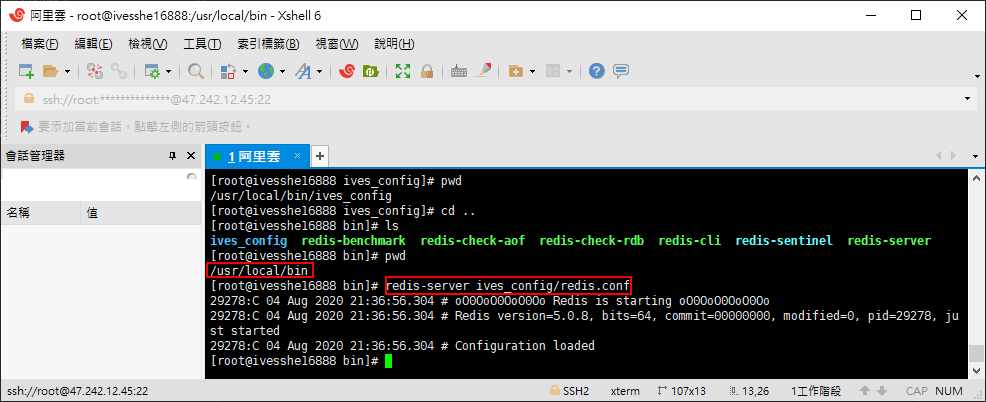 阿里雲 - root@ivesshe16888:/usr/local/bin - Xshell 6
檔案(F) 編輯(E) 檢視(V) 工具(T) 索引標籤(B) 視窗(W) 說明(H)
ssh://root:**************@47.242.12.45:22
要添加當前會話，點擊左側的箭頭按鈕。
會話管理器
1 阿里雲
名稱 值
[root@ivesshe16888 ives_config]# pwd
/usr/local/bin/ives_config
[root@ivesshe16888 ives_config]# cd ..
[root@ivesshe16888 bin]# ls
ives_config redis-benchmark redis-check-aof redis-check-rdb redis-cli redis-sentinel redis-server
[root@ivesshe16888 bin]# pwd
/usr/local/bin
[root@ivesshe16888 bin]# redis-server ives_config/redis.conf
29278:C 04 Aug 2020 21:36:56.304 # oO0OoO0OoO0Oo Redis is starting oO0OoO0OoO0Oo
29278:C 04 Aug 2020 21:36:56.304 # Redis version=5.0.8, bits=64, commit=00000000, modified=0, pid=29278, ju
st started
29278:C 04 Aug 2020 21:36:56.304 # Configuration loaded
[root@ivesshe16888 bin]#
ssh://root@47.242.12.45:22 SSH2 xterm 107x13 13,26 1工作階段 CAP NUM